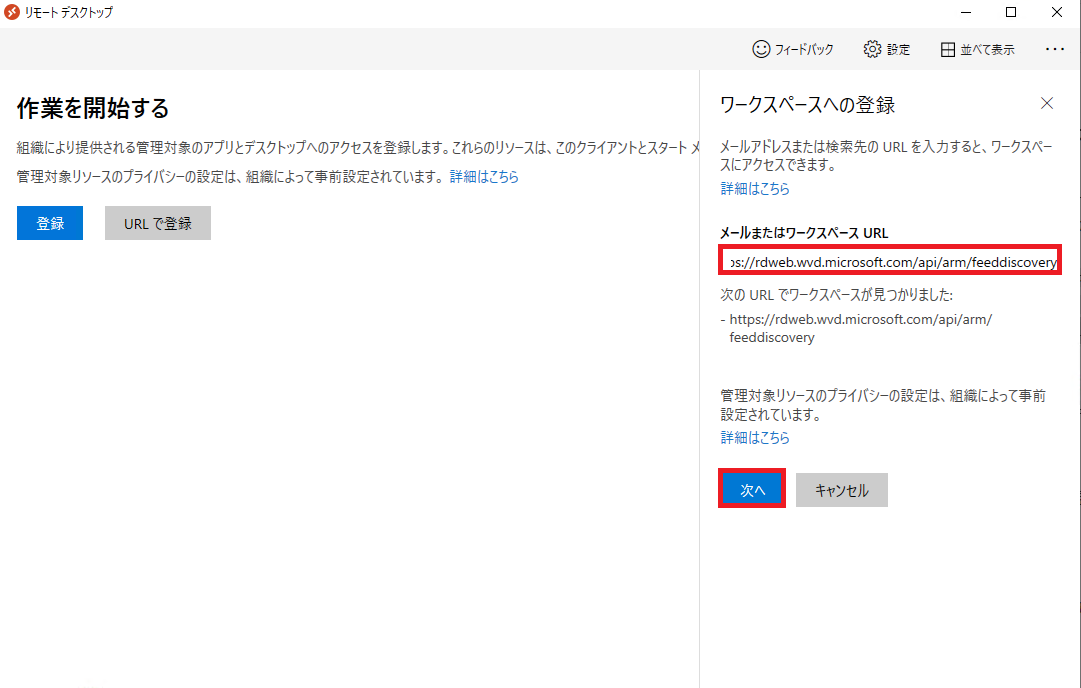 リモート デスクトップ
フィードバック
設定
並べて表示
作業を開始する
組織により提供される管理対象のアプリとデスクトップへのアクセスを登録します。これらのリソースは、このクライアントとスタート メ
管理対象リソースのプライバシーの設定は、組織によって事前設定されています。 詳細はこちら
登録
URL で登録
ワークスペースへの登録
メールアドレスまたは検索先の URL を入力すると、ワークスペー
スにアクセスできます。
詳細はこちら
メールまたはワークスペース URL
ps://rdweb.wvd.microsoft.com/api/arm/feeddiscovery
次の URL でワークスペースが見つかりました:
- https://rdweb.wvd.microsoft.com/api/arm/
feeddiscovery
管理対象リソースのプライバシーの設定は、組織によって事前
設定されています。
詳細はこちら
次へ
キャンセル